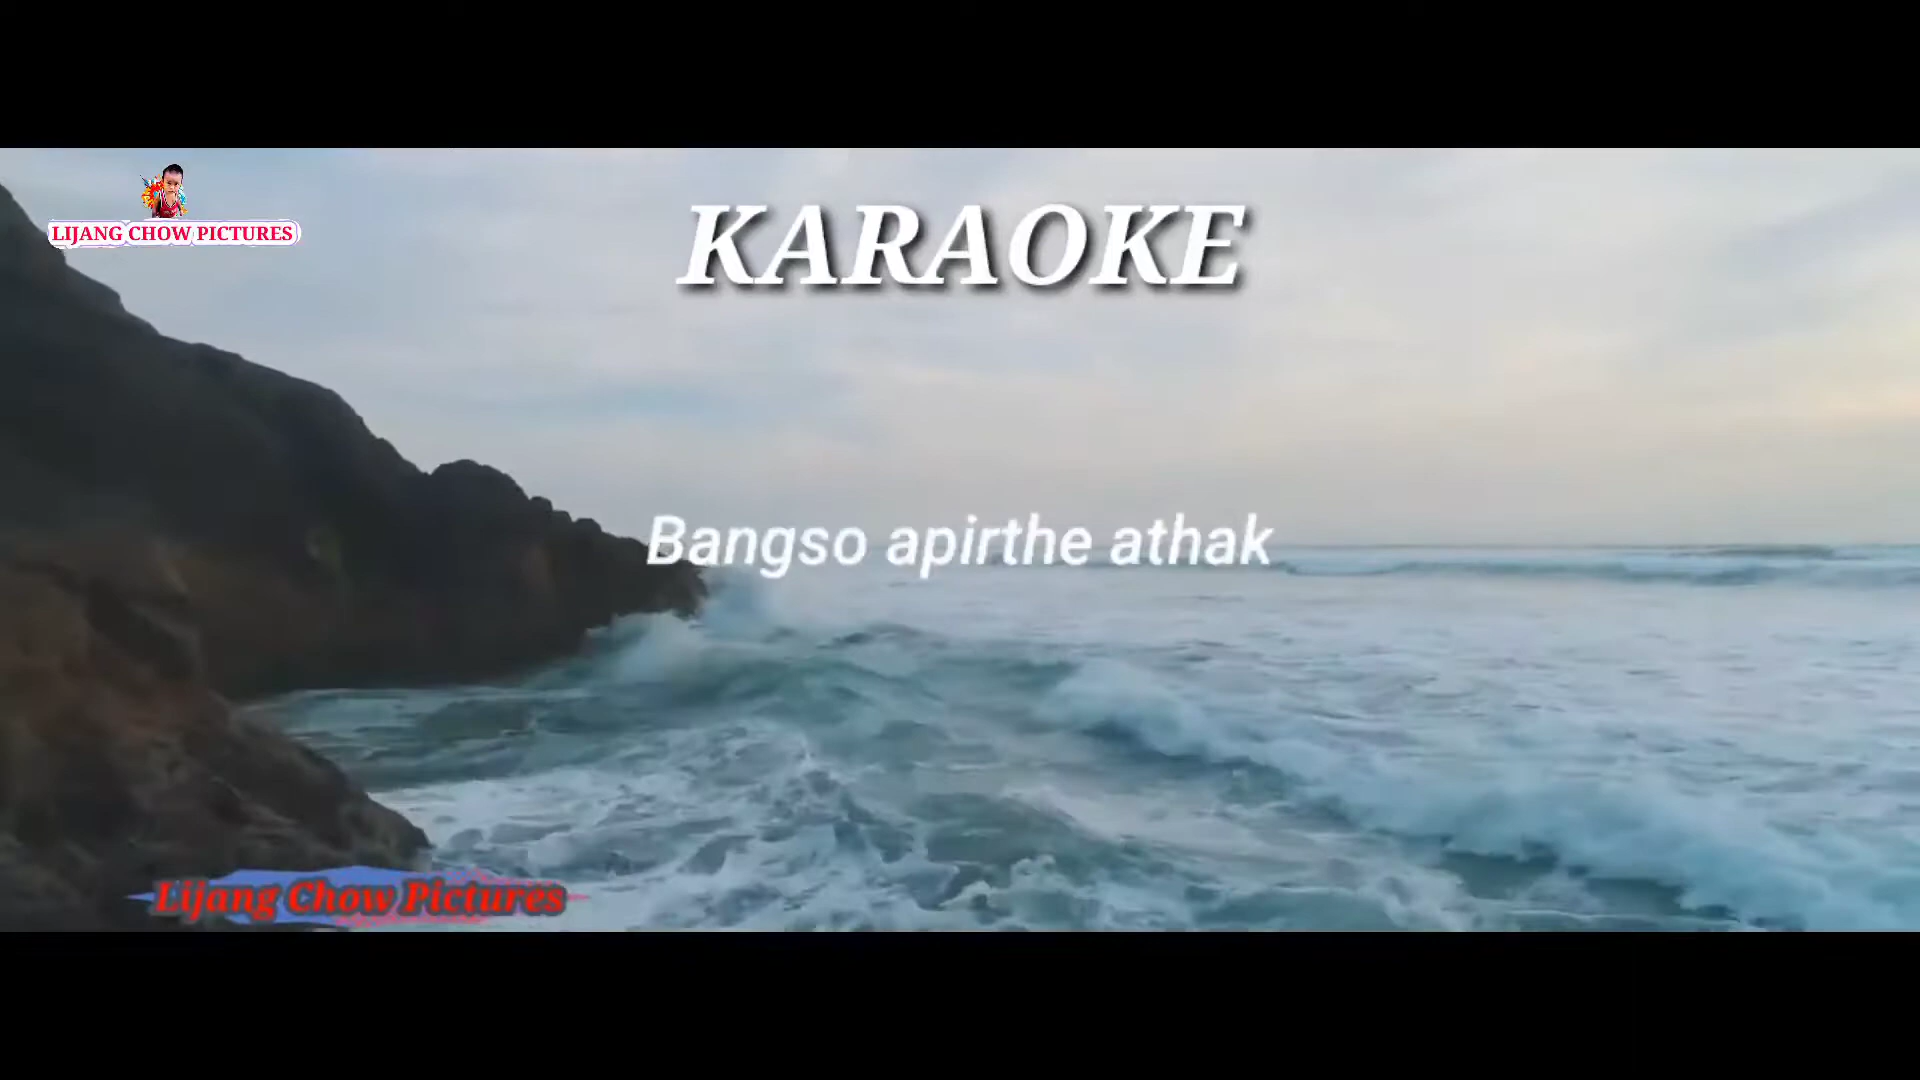 LIJANG CHOW PICTURES
KARAOKE
Bangso apirthe athak
Lijang Chow Pictures